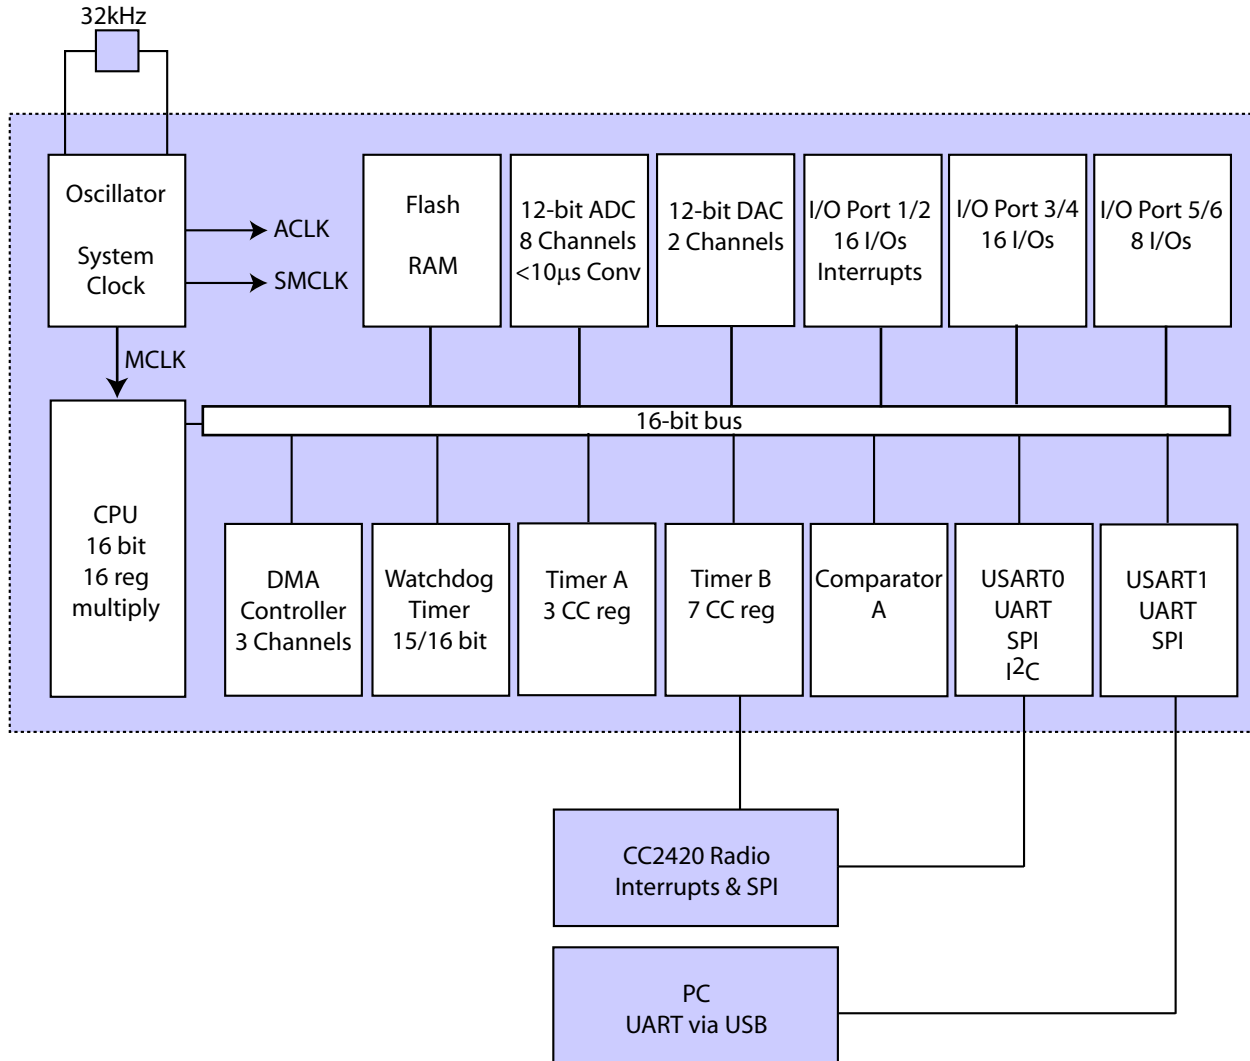 32kHz
Oscillator
System
Clock
ACLK
SMCLK
MCLK
Flash
RAM
12-bit ADC
8 Channels
<10µs Conv
12-bit DAC
2 Channels
I/O Port 1/2
16 I/Os
Interrupts
I/O Port 3/4
16 I/Os
I/O Port 5/6
8 I/Os
16-bit bus
CPU
16 bit
16 reg
multiply
DMA
Controller
3 Channels
Watchdog
Timer
15/16 bit
Timer A
3 CC reg
Timer B
7 CC reg
Comparator
A
USART0
UART
SPI
I²C
USART1
UART
SPI
CC2420 Radio
Interrupts & SPI
PC
UART via USB